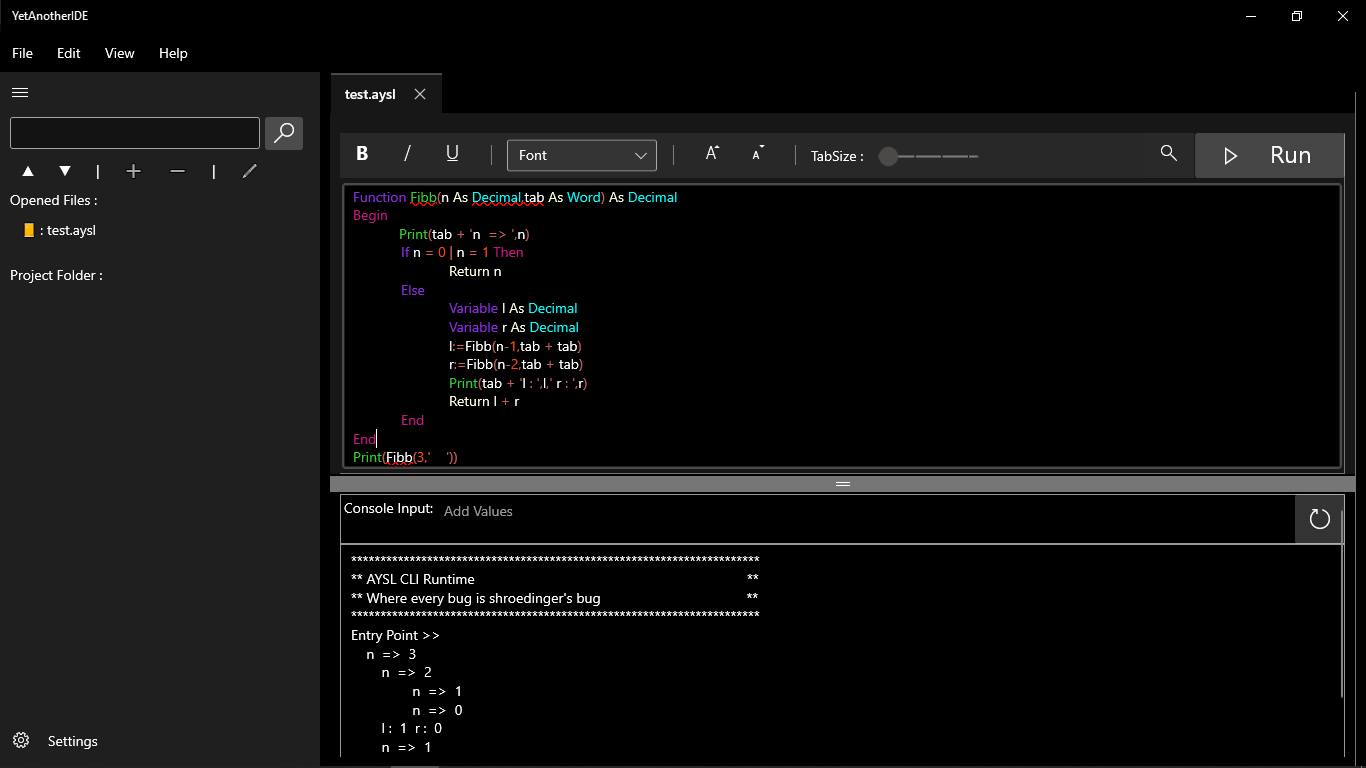 YetAnotherIDE
File Edit View Help
test.aysl
B / U | Font | A A | TabSize : Run
Opened Files :
: test.aysl
Project Folder :
Settings
Function Fibb(n As Decimal,tab As Word) As Decimal
Begin
Print(tab + 'n => ',n)
If n = 0 | n = 1 Then
Return n
Else
Variable l As Decimal
Variable r As Decimal
l:=Fibb(n-1,tab + tab)
r:=Fibb(n-2,tab + tab)
Print(tab + 'l : ',l,' r : ',r)
Return l + r
End
End
Print(Fibb(3,'    '))
Console Input: Add Values
**********************************************************************
** AYSL CLI Runtime **
** Where every bug is shroedinger's bug **
**********************************************************************
Entry Point >>
n => 3
n => 2
n => 1
n => 0
l : 1 r : 0
n => 1